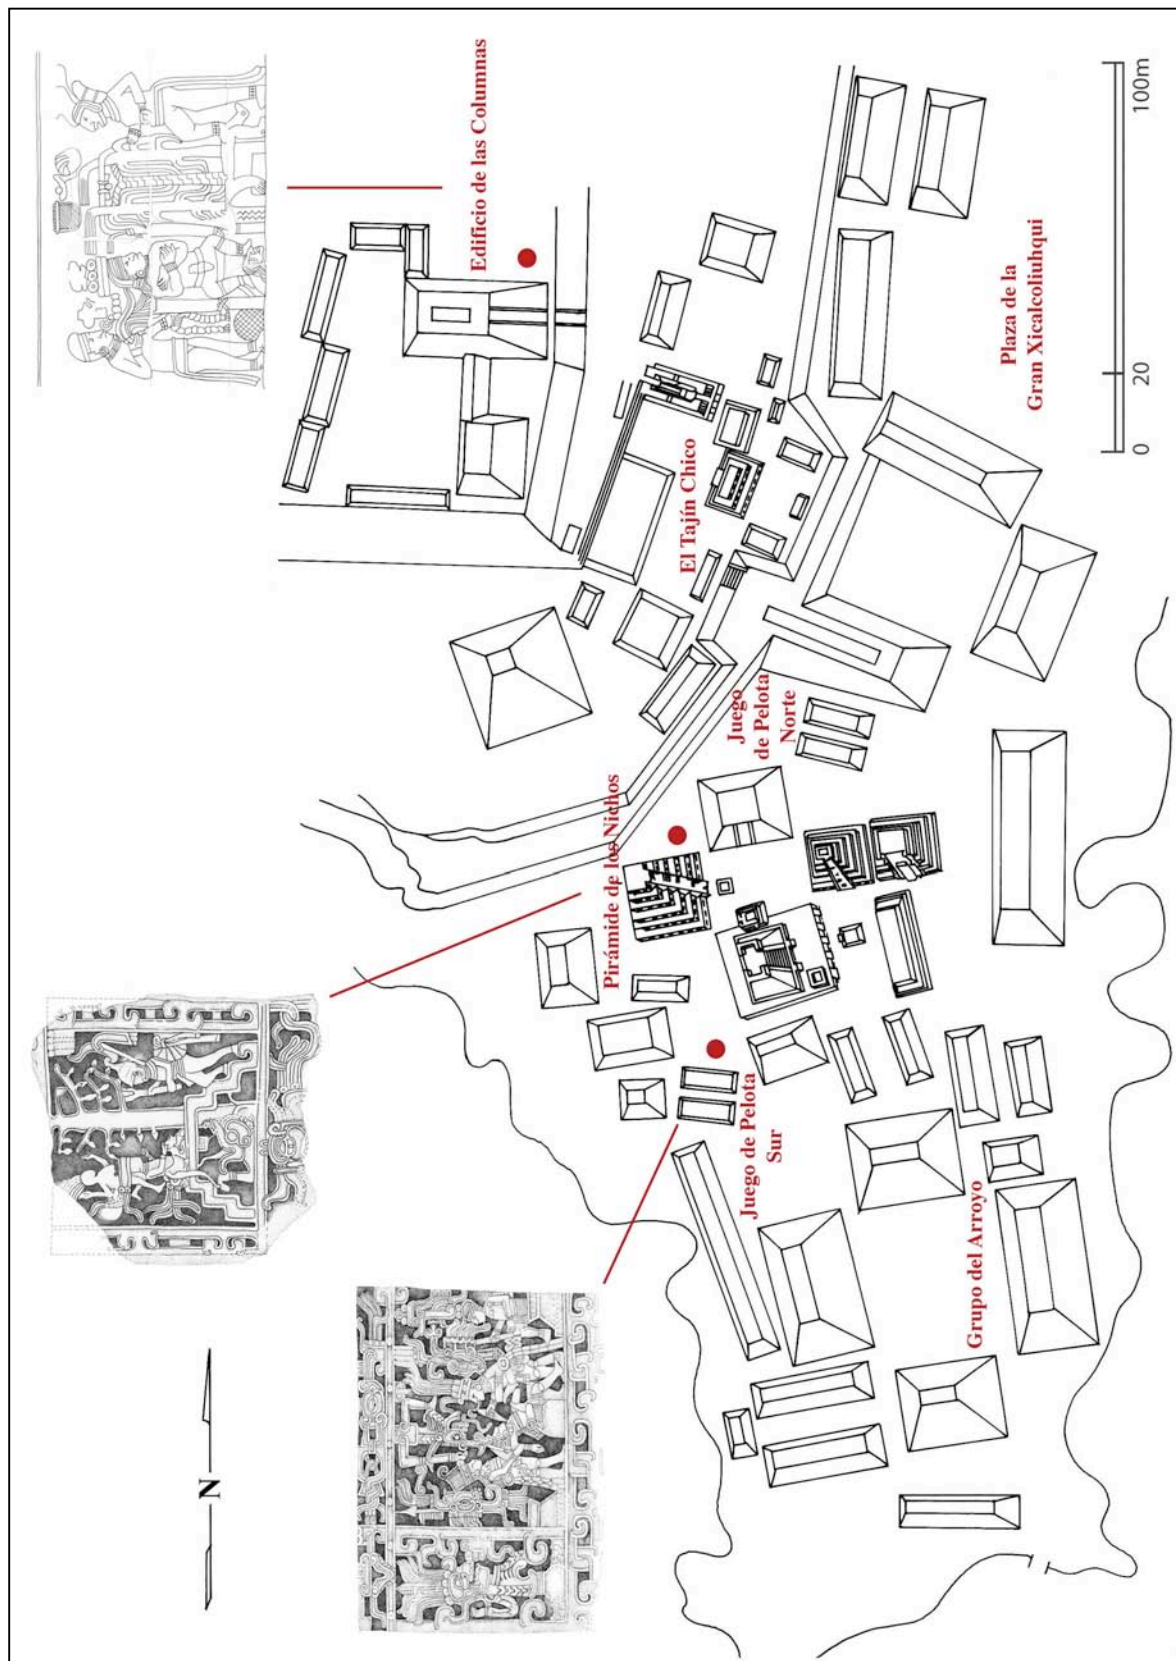 Edificio de las Columnas
El Tajín Chico
Plaza de la
Gran Xicalcoliuhqui
Pirámide de los Nichos
Juego
de Pelota
Norte
Juego de Pelota
Sur
Grupo del Arroyo
N
0
20
100m